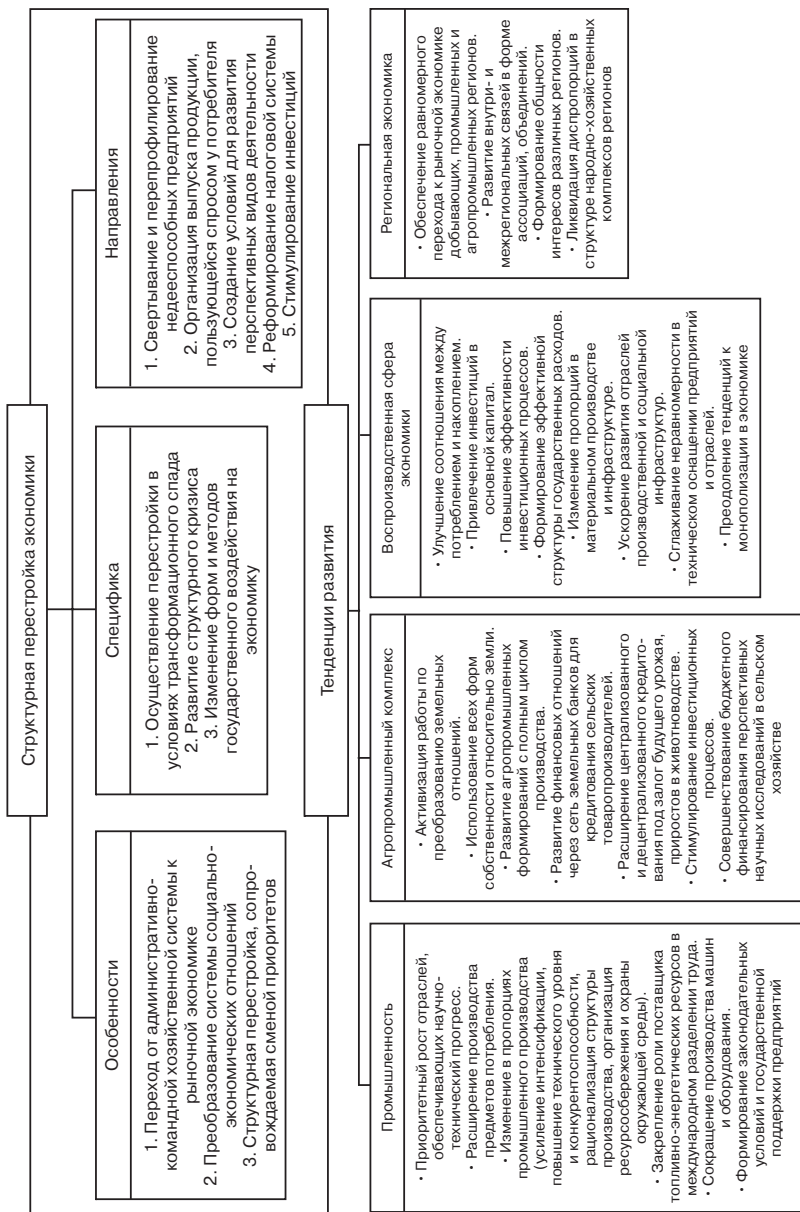 Структурная перестройка экономики
Особенности
1. Переход от административно-
командной хозяйственной системы к
рыночной экономике
2. Преобразование системы социально-
экономических отношений
3. Структурная перестройка, сопро-
вождаемая сменой приоритетов
Специфика
1. Осуществление перестройки в
условиях трансформационного спада
2. Развитие структурного кризиса
3. Изменение форм и методов
государственного воздействия на
экономику
Направления
1. Свертывание и перепрофилирование
недееспособных предприятий
2. Организация выпуска продукции,
пользующейся спросом у потребителя
3. Создание условий для развития
перспективных видов деятельности
4. Реформирование налоговой системы
5. Стимулирование инвестиций
Тенденции развития
Промышленность
• Приоритетный рост отраслей,
обеспечивающих научно-
технический прогресс.
• Расширение производства
предметов потребления.
• Изменение в пропорциях
промышленного производства
(усиление интенсификации,
повышение технического уровня
и конкурентоспособности,
рационализация структуры
производства, организация
ресурсосбережения и охраны
окружающей среды).
• Закрепление роли поставщика
топливно-энергетических ресурсов в
международном разделении труда.
• Сокращение производства машин
и оборудования.
• Формирование законодательных
условий и государственной
поддержки предприятий
Агропромышленный комплекс
• Активизация работы по
преобразованию земельных
отношений.
• Использование всех форм
собственности относительно земли.
• Развитие агропромышленных
формирований с полным циклом
производства.
• Развитие финансовых отношений
через сеть земельных банков для
кредитования сельских
товаропроизводителей.
• Расширение централизованного
и децентрализованного кредито-
вания под залог будущего урожая,
приростов в животноводстве.
• Стимулирование инвестиционных
процессов.
• Совершенствование бюджетного
финансирования перспективных
научных исследований в сельском
хозяйстве
Воспроизводственная сфера
экономики
• Улучшение соотношения между
потреблением и накоплением.
• Привлечение инвестиций в
основной капитал.
• Повышение эффективности
инвестиционных процессов.
• Формирование эффективной
структуры государственных расходов.
• Изменение пропорций в
материальном производстве
и инфраструктуре.
• Ускорение развития отраслей
производственной и социальной
инфраструктур.
• Сглаживание неравномерности в
техническом оснащении предприятий
и отраслей.
• Преодоление тенденций к
монополизации в экономике
Региональная экономика
• Обеспечение равномерного
перехода к рыночной экономике
добывающих, промышленных и
агропромышленных регионов.
• Развитие внутри- и
межрегиональных связей в форме
ассоциаций, объединений.
• Формирование общности
интересов различных регионов.
• Ликвидация диспропорций в
структуре народно-хозяйственных
комплексов регионов